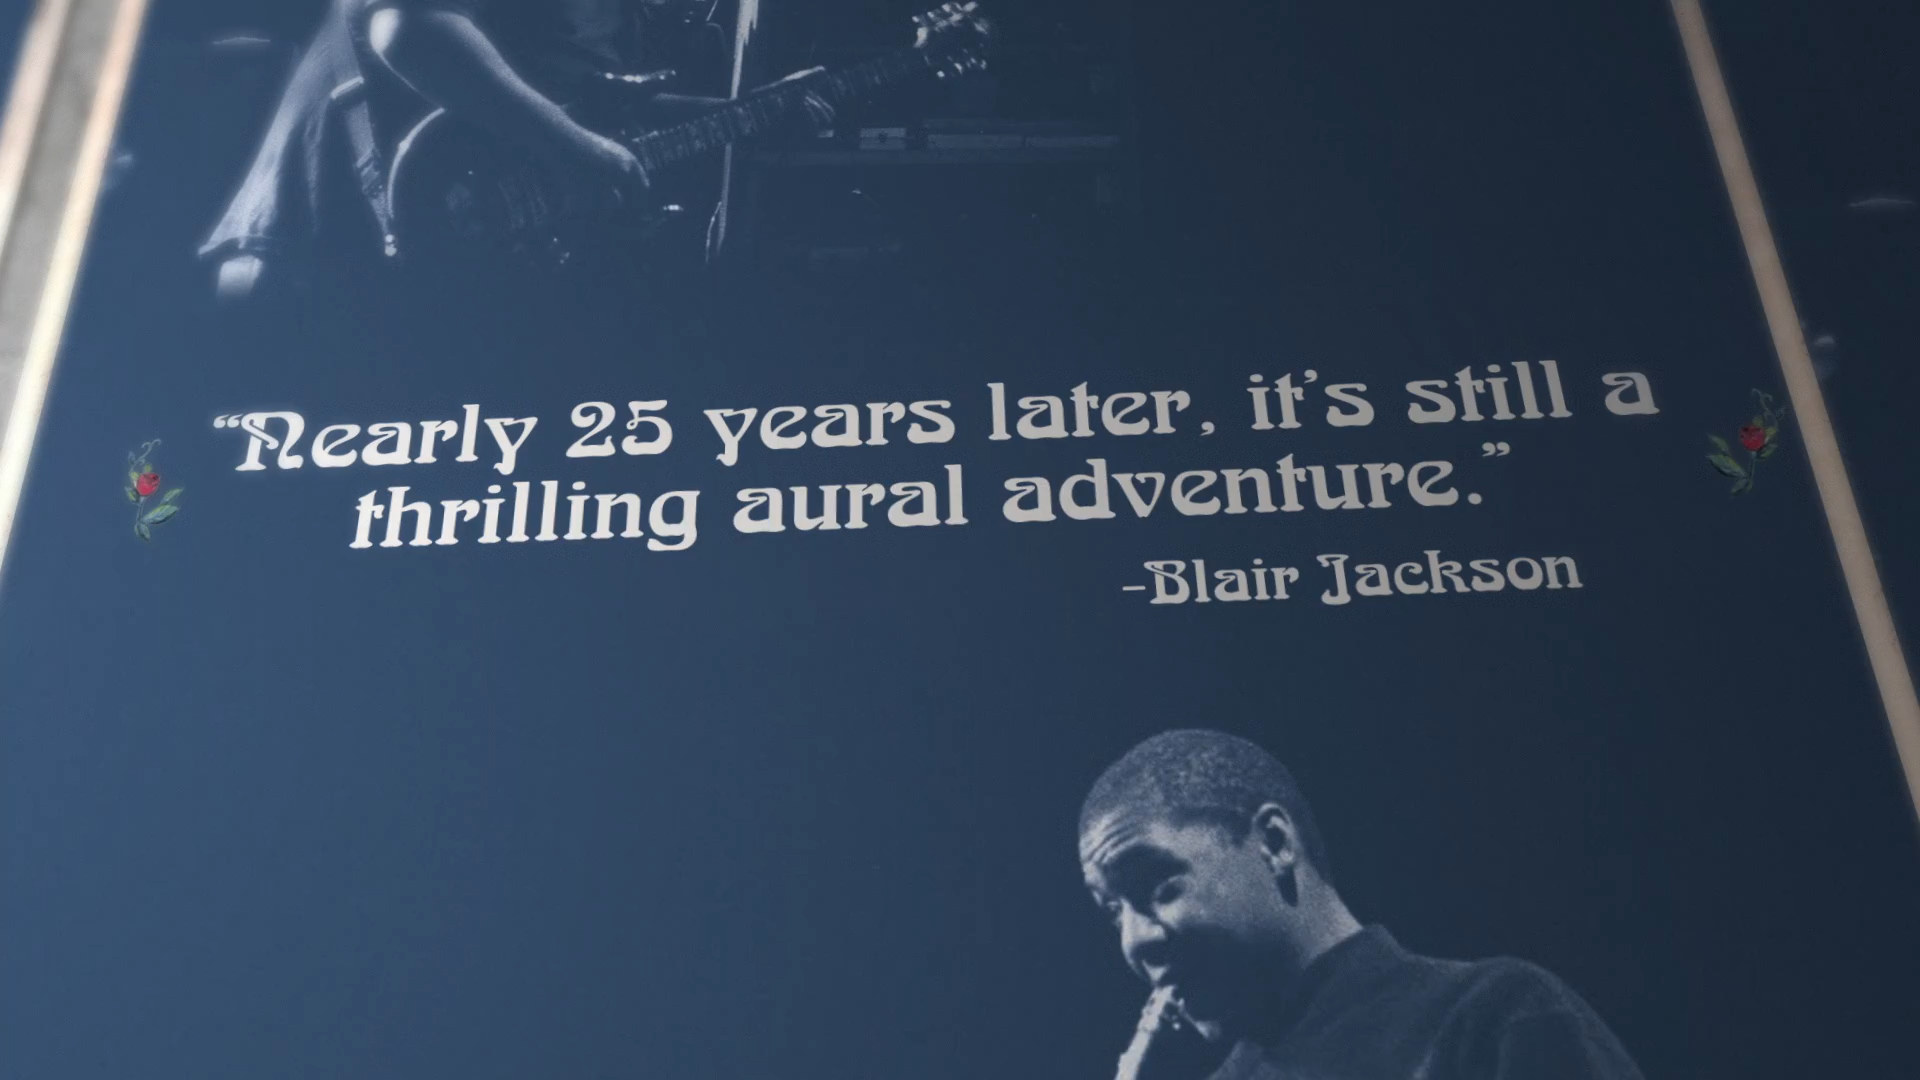 “Nearly 25 years later, it’s still a
thrilling aural adventure.”
-Blair Jackson